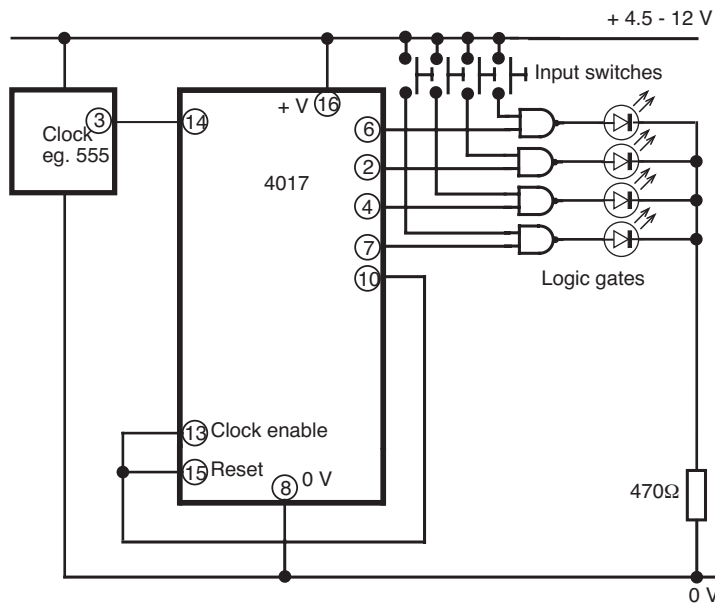 + 4.5 - 12 V
Input switches
+ V
16
3
Clock
eg. 555
14
6
4017
2
4
7
10
Logic gates
13
Clock enable
15
Reset
8
0 V
470Ω
0 V